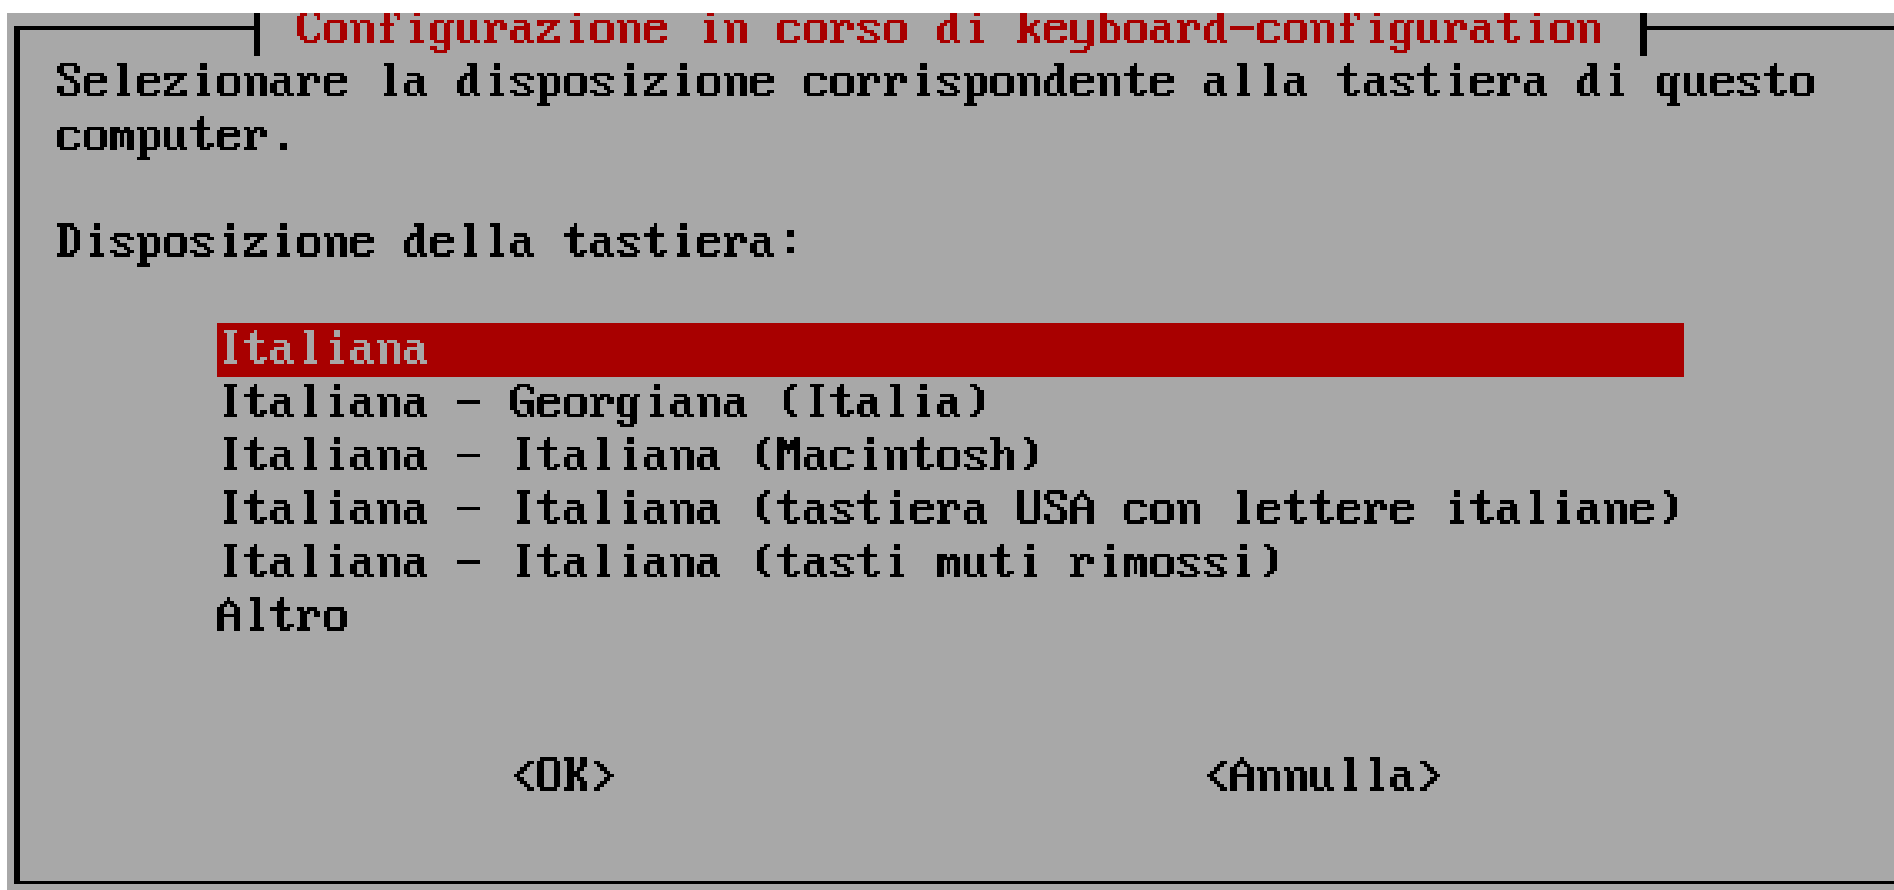 Configurazione in corso di keyboard-configuration
Selezionare la disposizione corrispondente alla tastiera di questo
computer.
Disposizione della tastiera:
Italiana
Italiana - Georgiana (Italia)
Italiana - Italiana (Macintosh)
Italiana - Italiana (tastiera USA con lettere italiane)
Italiana - Italiana (tasti muti rimossi)
Altro
<OK> <Annulla>